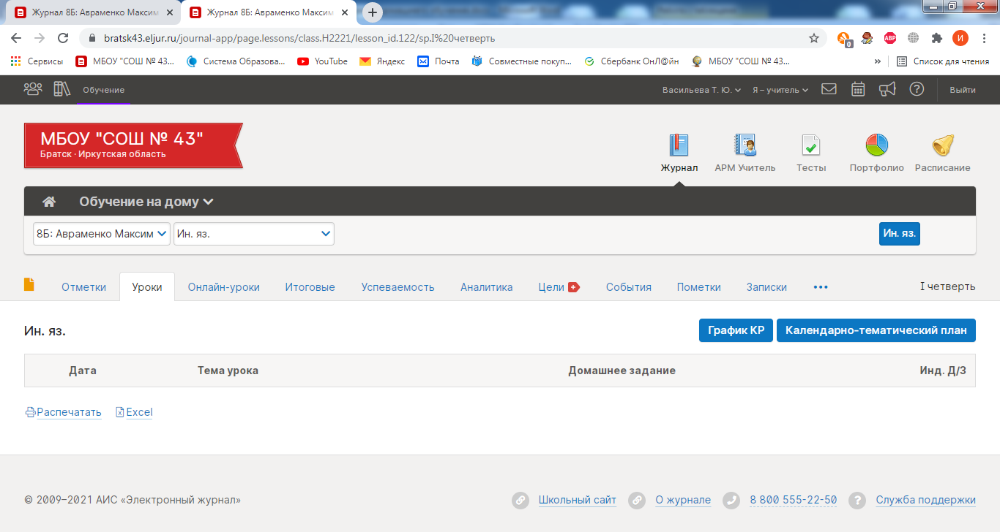 Журнал 8Б: Авраменко Максим
Журнал 8Б: Авраменко Максим
bratsk43.eljur.ru/journal-app/page.lessons/class.H2221/lesson_id.122/sp.I%20четверть
ABP
0
И
Сервисы
МБОУ "СОШ № 43...
Система Образова...
YouTube
Яндекс
Почта
Совместные покуп...
Сбербанк ОнЛ@йн
МБОУ "СОШ № 43...
»
Список для чтения
Обучение
Васильева Т. Ю.
Я – учитель
Выйти
МБОУ "СОШ № 43"
Братск · Иркутская область
Журнал
АРМ Учитель
Тесты
Портфолио
Расписание
Обучение на дому
8Б: Авраменко Максим
Ин. яз.
Ин. яз.
Отметки
Уроки
Онлайн-уроки
Итоговые
Успеваемость
Аналитика
Цели
События
Пометки
Записки
I четверть
Ин. яз.
График КР
Календарно-тематический план
Дата
Тема урока
Домашнее задание
Инд. Д/З
Распечатать
Excel
© 2009–2021 АИС «Электронный журнал»
Школьный сайт
О журнале
8 800 555-22-50
Служба поддержки